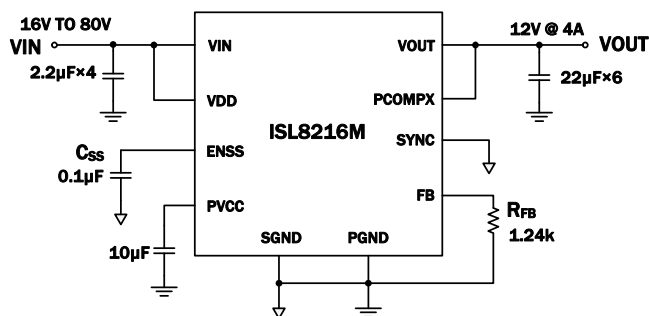 16V TO 80V
VIN
2.2µF×4
VIN
VDD
ENSS
PVCC
ISL8216M
VOUT
PCOMPX
SYNC
FB
SGND
PGND
12V @ 4A
VOUT
22µF×6
CSS
0.1µF
10µF
RFB
1.24k